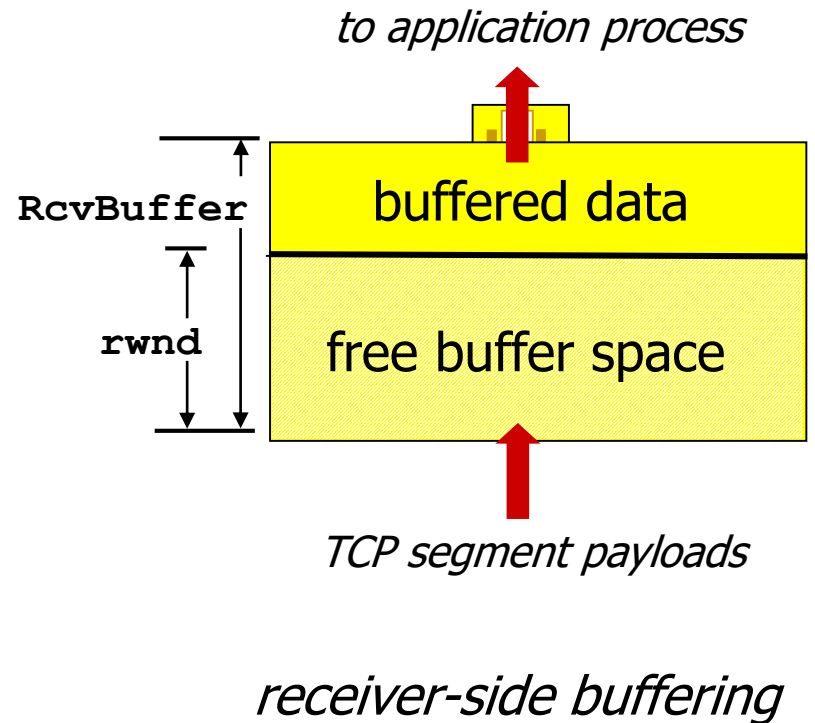 to application process
RcvBuffer
buffered data
rwnd
free buffer space
TCP segment payloads
receiver-side buffering